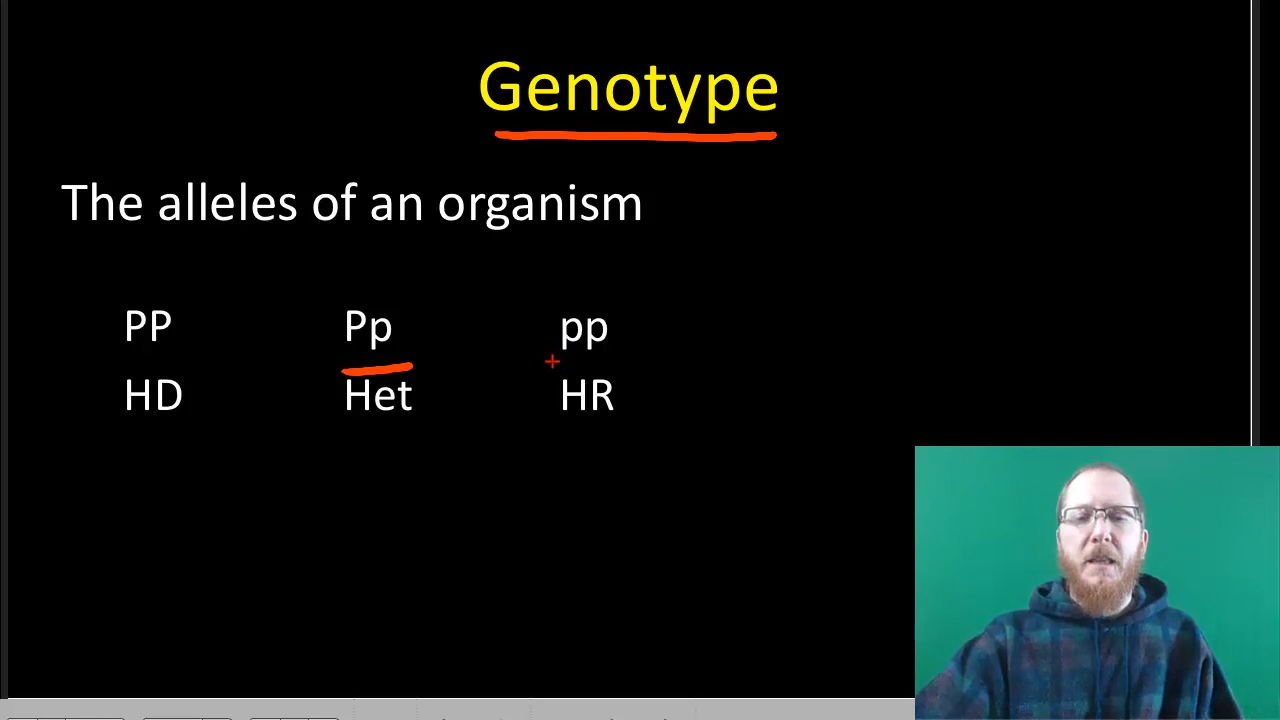 Genotype
The alleles of an organism
PP Pp pp
HD Het HR